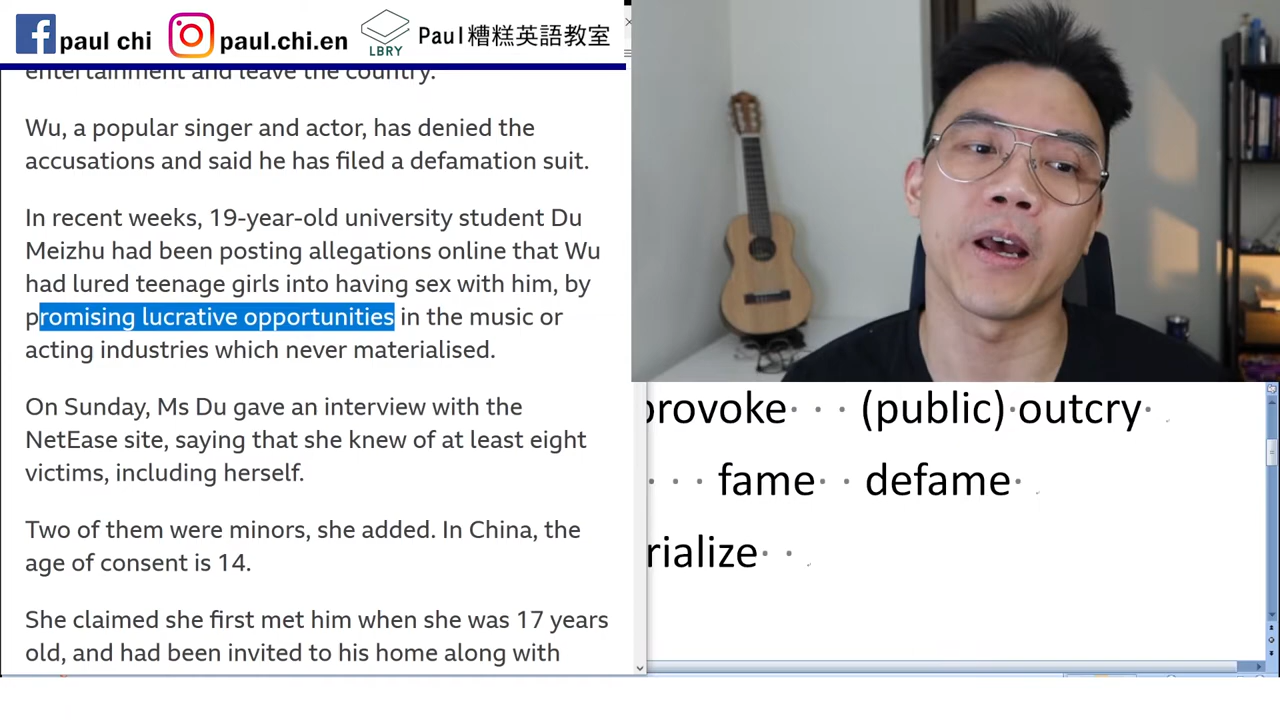 paul chi paul.chi.en LBRY Paul糟糕英語教室
entertainment and leave the country.
Wu, a popular singer and actor, has denied the
accusations and said he has filed a defamation suit.
In recent weeks, 19-year-old university student Du
Meizhu had been posting allegations online that Wu
had lured teenage girls into having sex with him, by
promising lucrative opportunities in the music or
acting industries which never materialised.
On Sunday, Ms Du gave an interview with the
NetEase site, saying that she knew of at least eight
victims, including herself.
Two of them were minors, she added. In China, the
age of consent is 14.
She claimed she first met him when she was 17 years
old, and had been invited to his home along with
provoke (public) outcry
fame defame
rialize